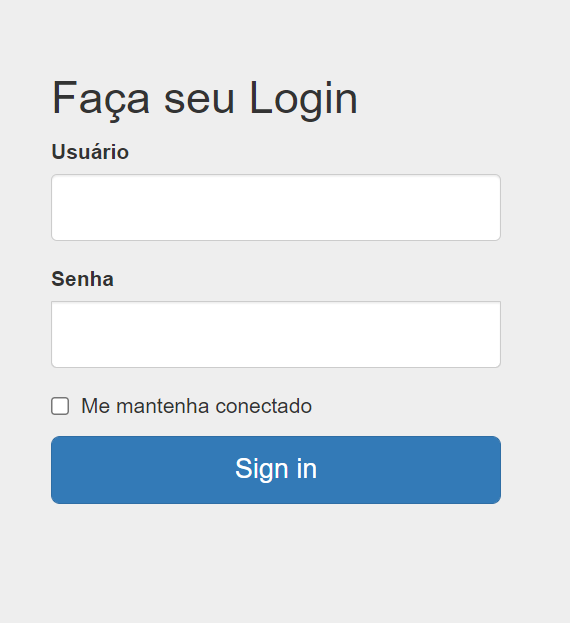 Faça seu Login
Usuário
Senha
Me mantenha conectado
Sign in